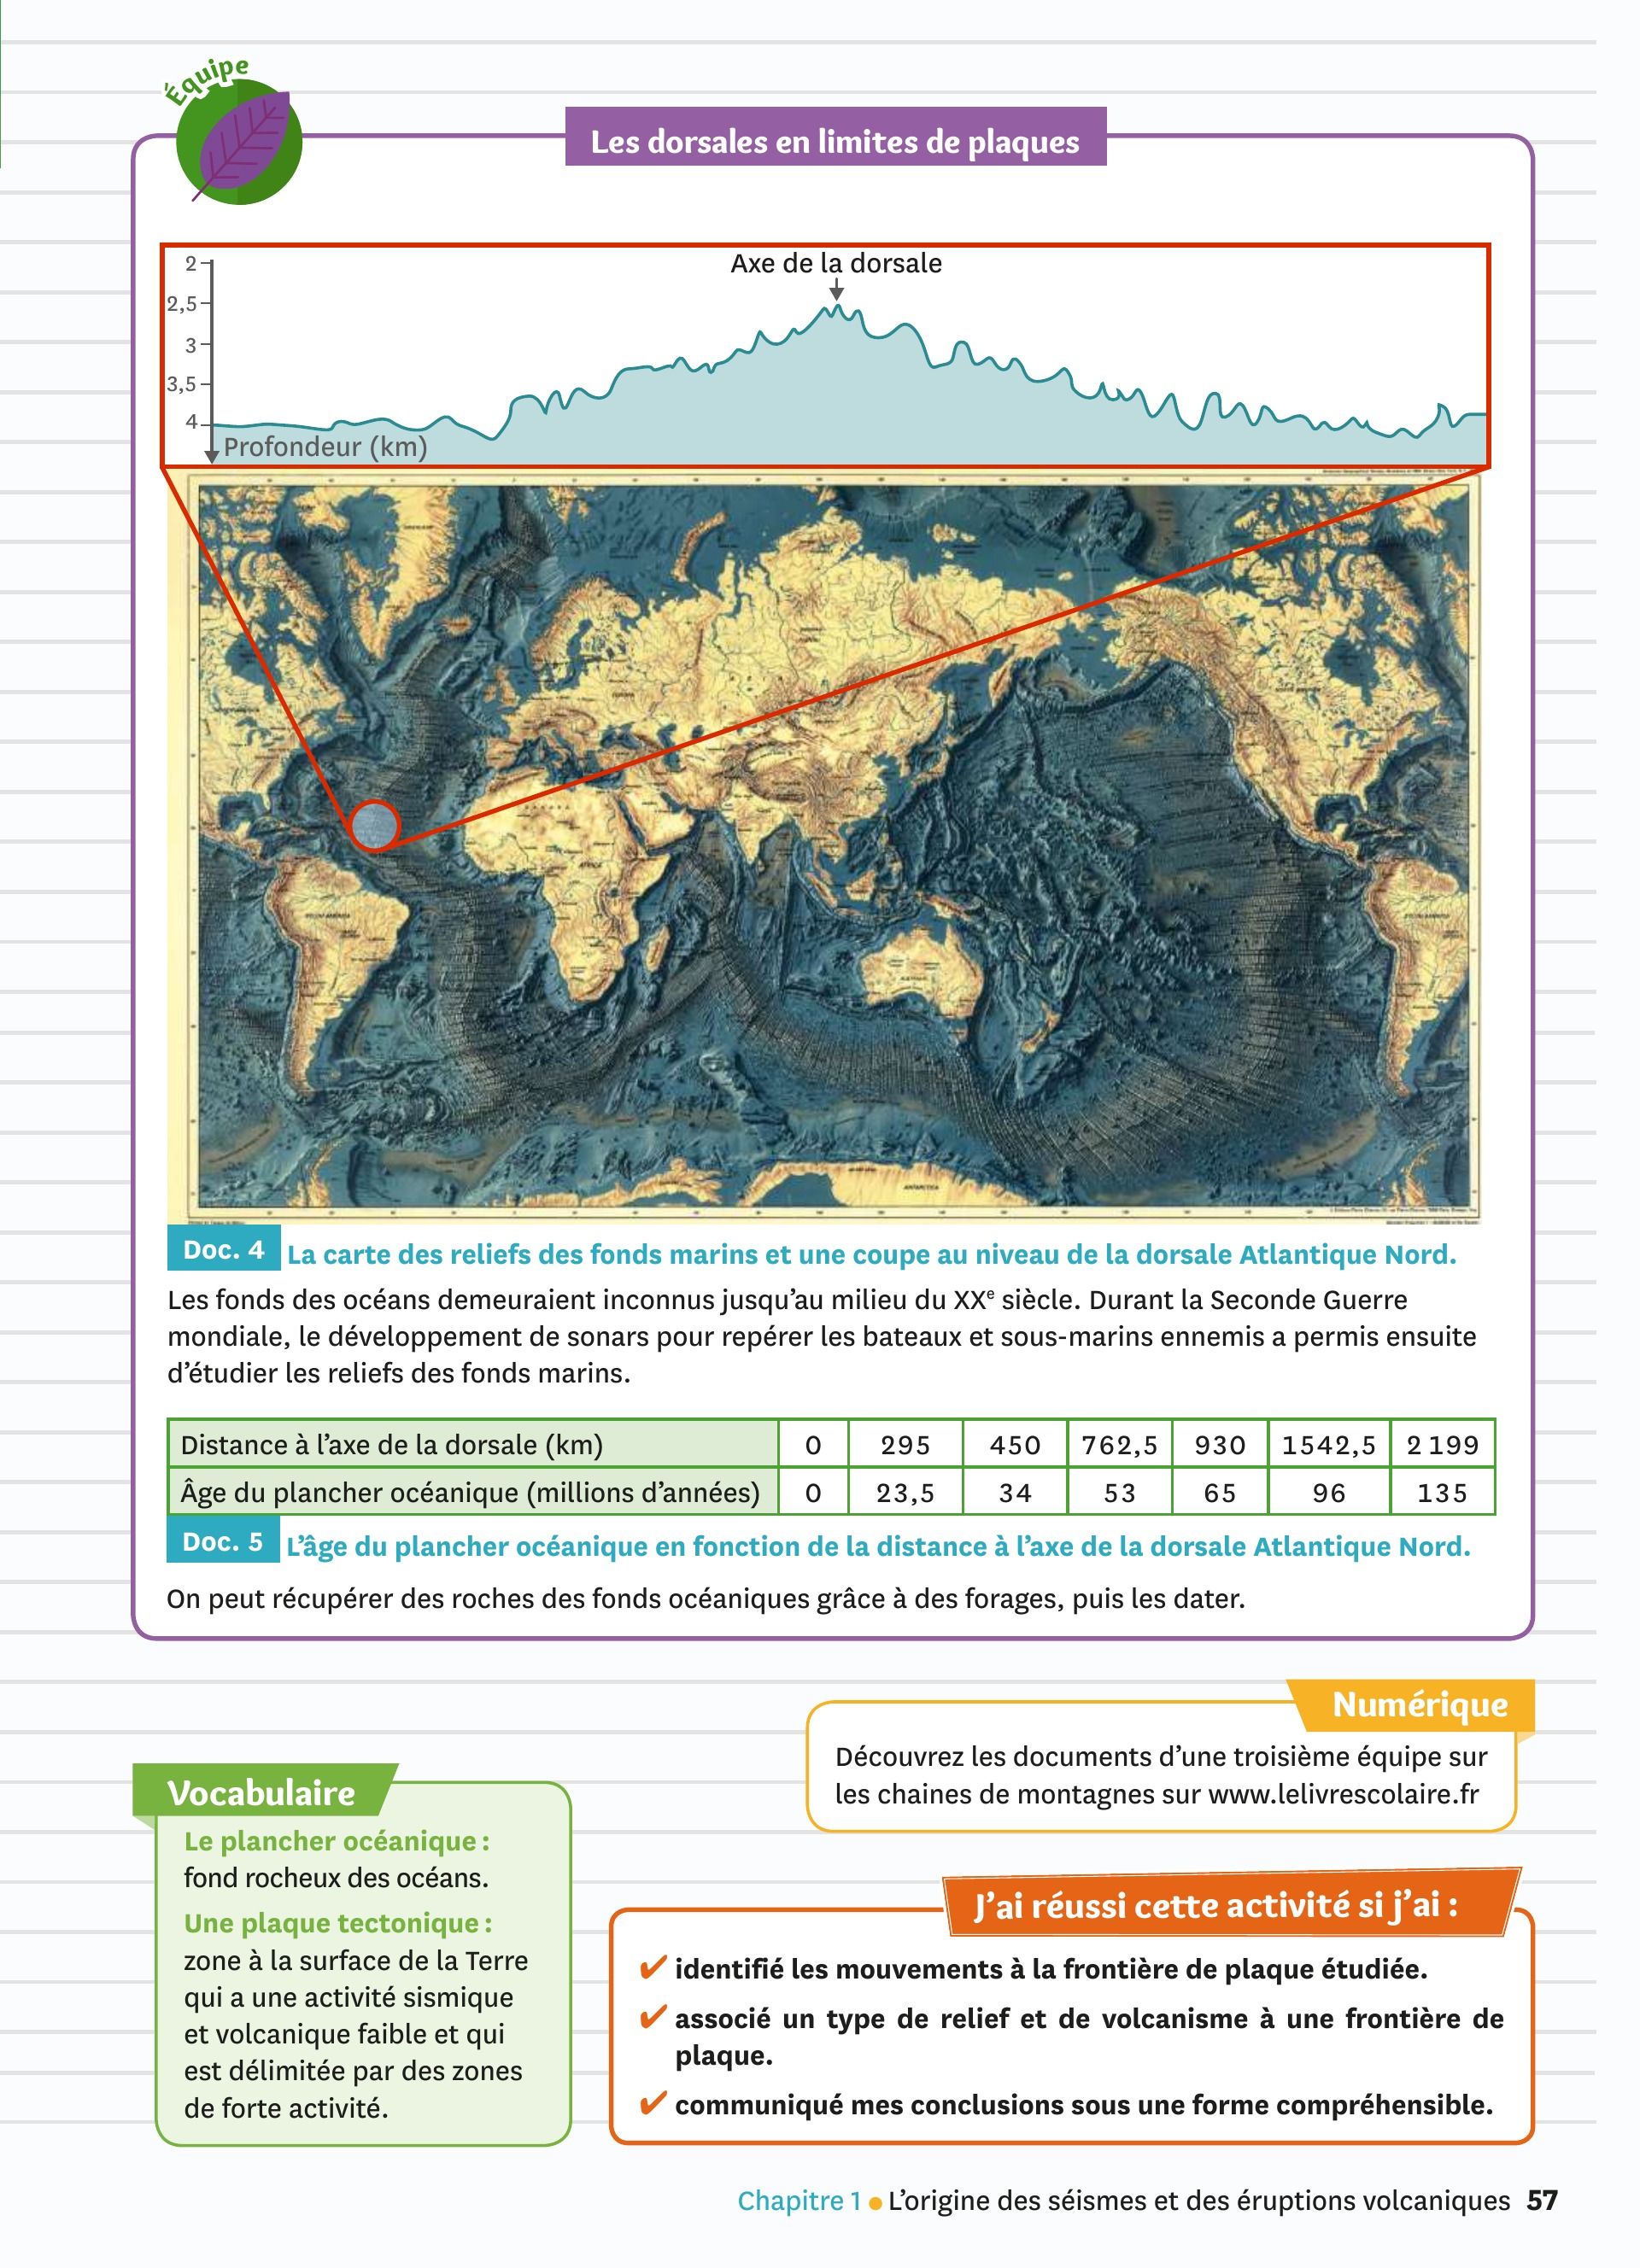 Équipe
Les dorsales en limites de plaques
Axe de la dorsale
2
2,5
3
3,5
4
Profondeur (km)
EUROPA
SAHARA
AFRICA
ANTARCTICA
Doc. 4 La carte des reliefs des fonds marins et une coupe au niveau de la dorsale Atlantique Nord.
Les fonds des océans demeuraient inconnus jusqu’au milieu du XXe siècle. Durant la Seconde Guerre
mondiale, le développement de sonars pour repérer les bateaux et sous-marins ennemis a permis ensuite
d’étudier les reliefs des fonds marins.
Distance à l’axe de la dorsale (km) 0 295 450 762,5 930 1542,5 2 199
Âge du plancher océanique (millions d’années) 0 23,5 34 53 65 96 135
Doc. 5 L’âge du plancher océanique en fonction de la distance à l’axe de la dorsale Atlantique Nord.
On peut récupérer des roches des fonds océaniques grâce à des forages, puis les dater.
Numérique
Découvrez les documents d’une troisième équipe sur
les chaines de montagnes sur www.lelivrescolaire.fr
Vocabulaire
Le plancher océanique :
fond rocheux des océans.
Une plaque tectonique :
zone à la surface de la Terre
qui a une activité sismique
et volcanique faible et qui
est délimitée par des zones
de forte activité.
J’ai réussi cette activité si j’ai :
✔ identifié les mouvements à la frontière de plaque étudiée.
✔ associé un type de relief et de volcanisme à une frontière de
plaque.
✔ communiqué mes conclusions sous une forme compréhensible.
Chapitre 1 • L’origine des séismes et des éruptions volcaniques 57